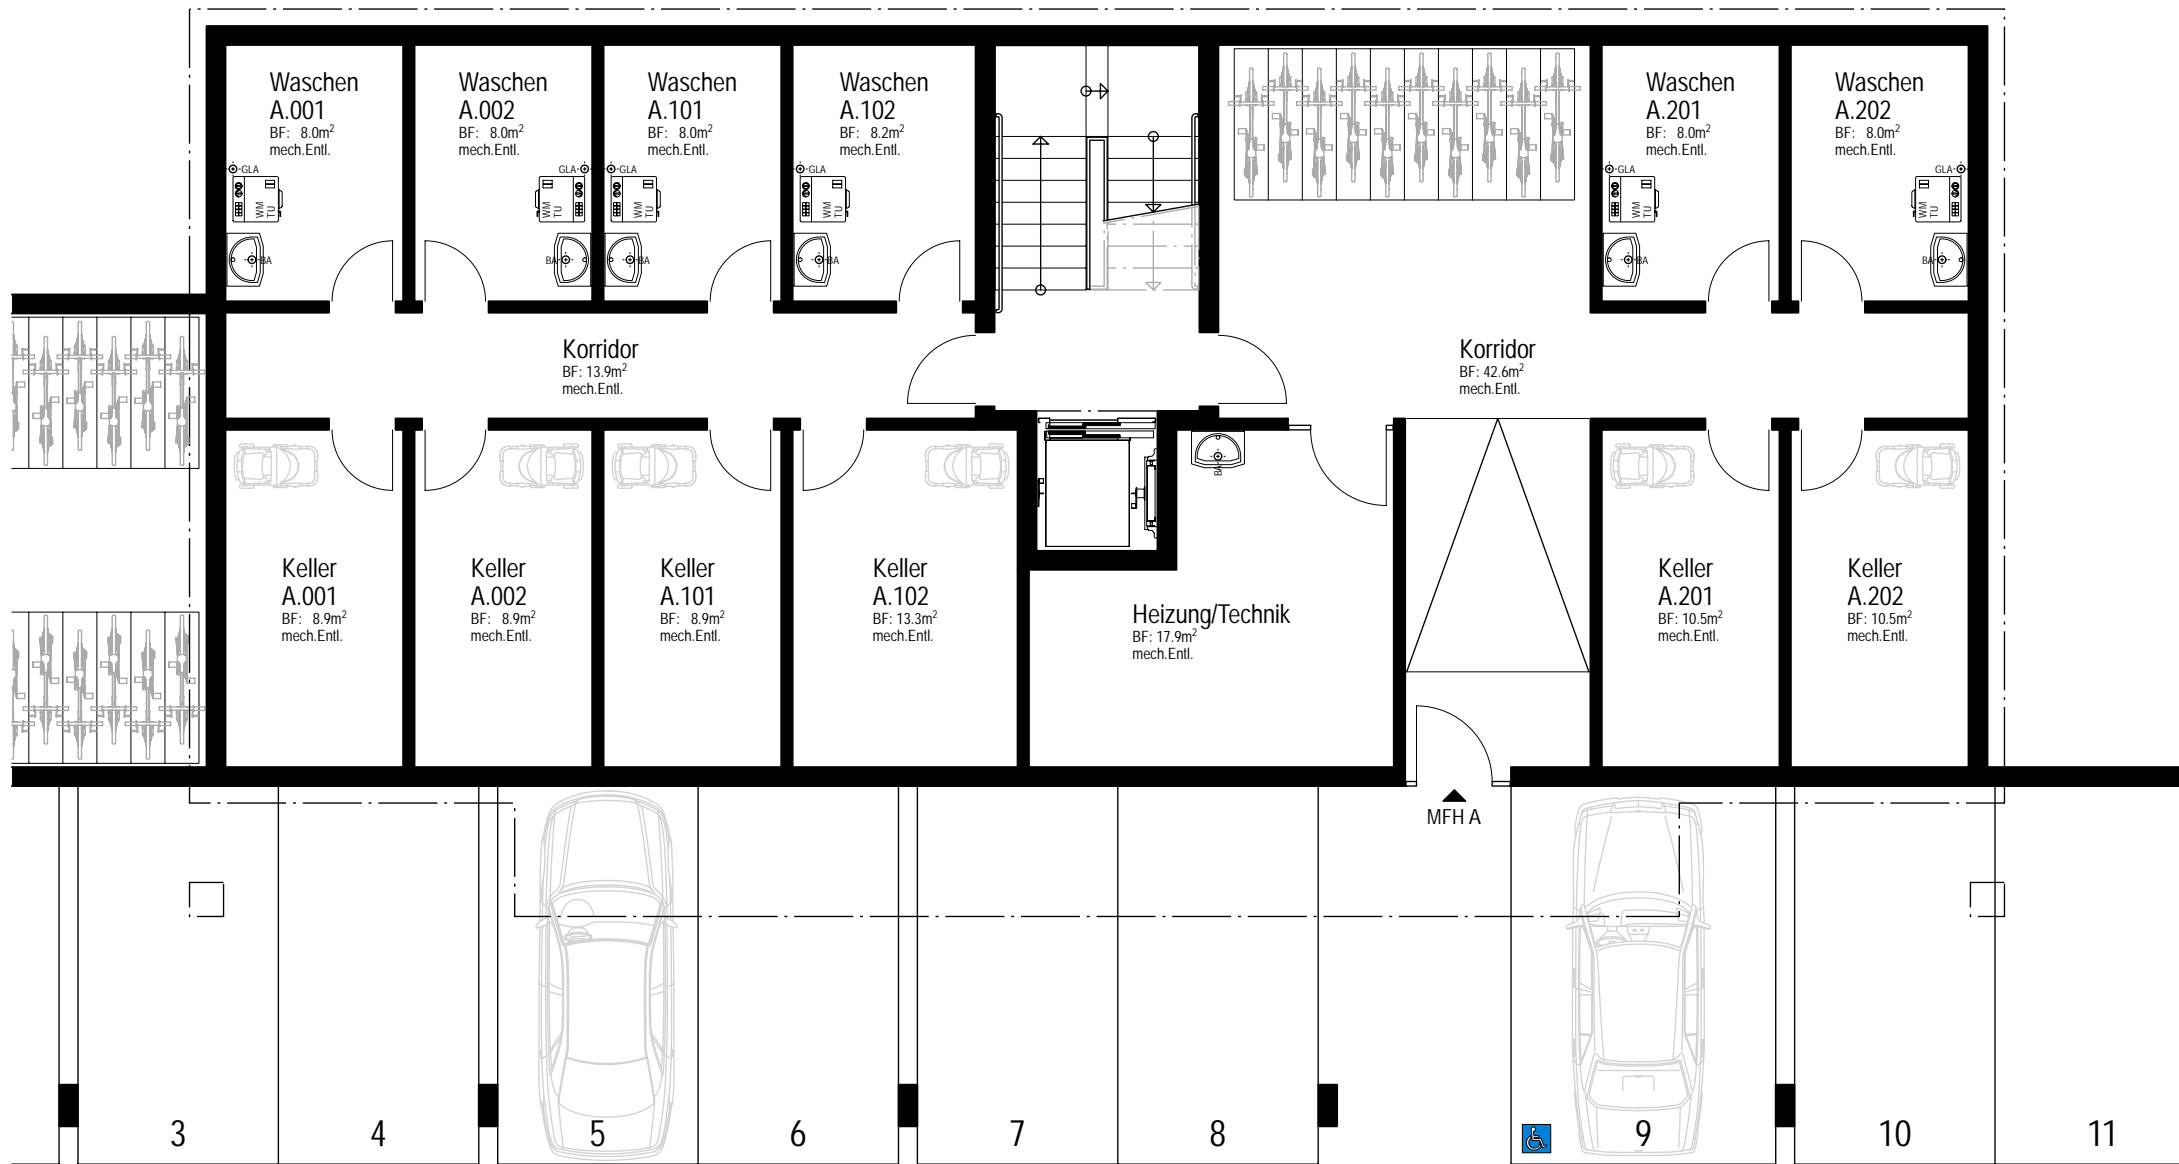 Waschen
A.001
BF: 8.0m²
mech.Entl.
GLA
WM
TU
BA
Waschen
A.002
BF: 8.0m²
mech.Entl.
GLA
WM
TU
BA
Waschen
A.101
BF: 8.0m²
mech.Entl.
GLA
WM
TU
BA
Waschen
A.102
BF: 8.2m²
mech.Entl.
GLA
WM
TU
BA
Waschen
A.201
BF: 8.0m²
mech.Entl.
GLA
WM
TU
BA
Waschen
A.202
BF: 8.0m²
mech.Entl.
GLA
WM
TU
BA
Korridor
BF: 13.9m²
mech.Entl.
Korridor
BF: 42.6m²
mech.Entl.
BA
Keller
A.001
BF: 8.9m²
mech.Entl.
Keller
A.002
BF: 8.9m²
mech.Entl.
Keller
A.101
BF: 8.9m²
mech.Entl.
Keller
A.102
BF: 13.3m²
mech.Entl.
Heizung/Technik
BF: 17.9m²
mech.Entl.
Keller
A.201
BF: 10.5m²
mech.Entl.
Keller
A.202
BF: 10.5m²
mech.Entl.
MFH A
3
4
5
6
7
8
9
10
11